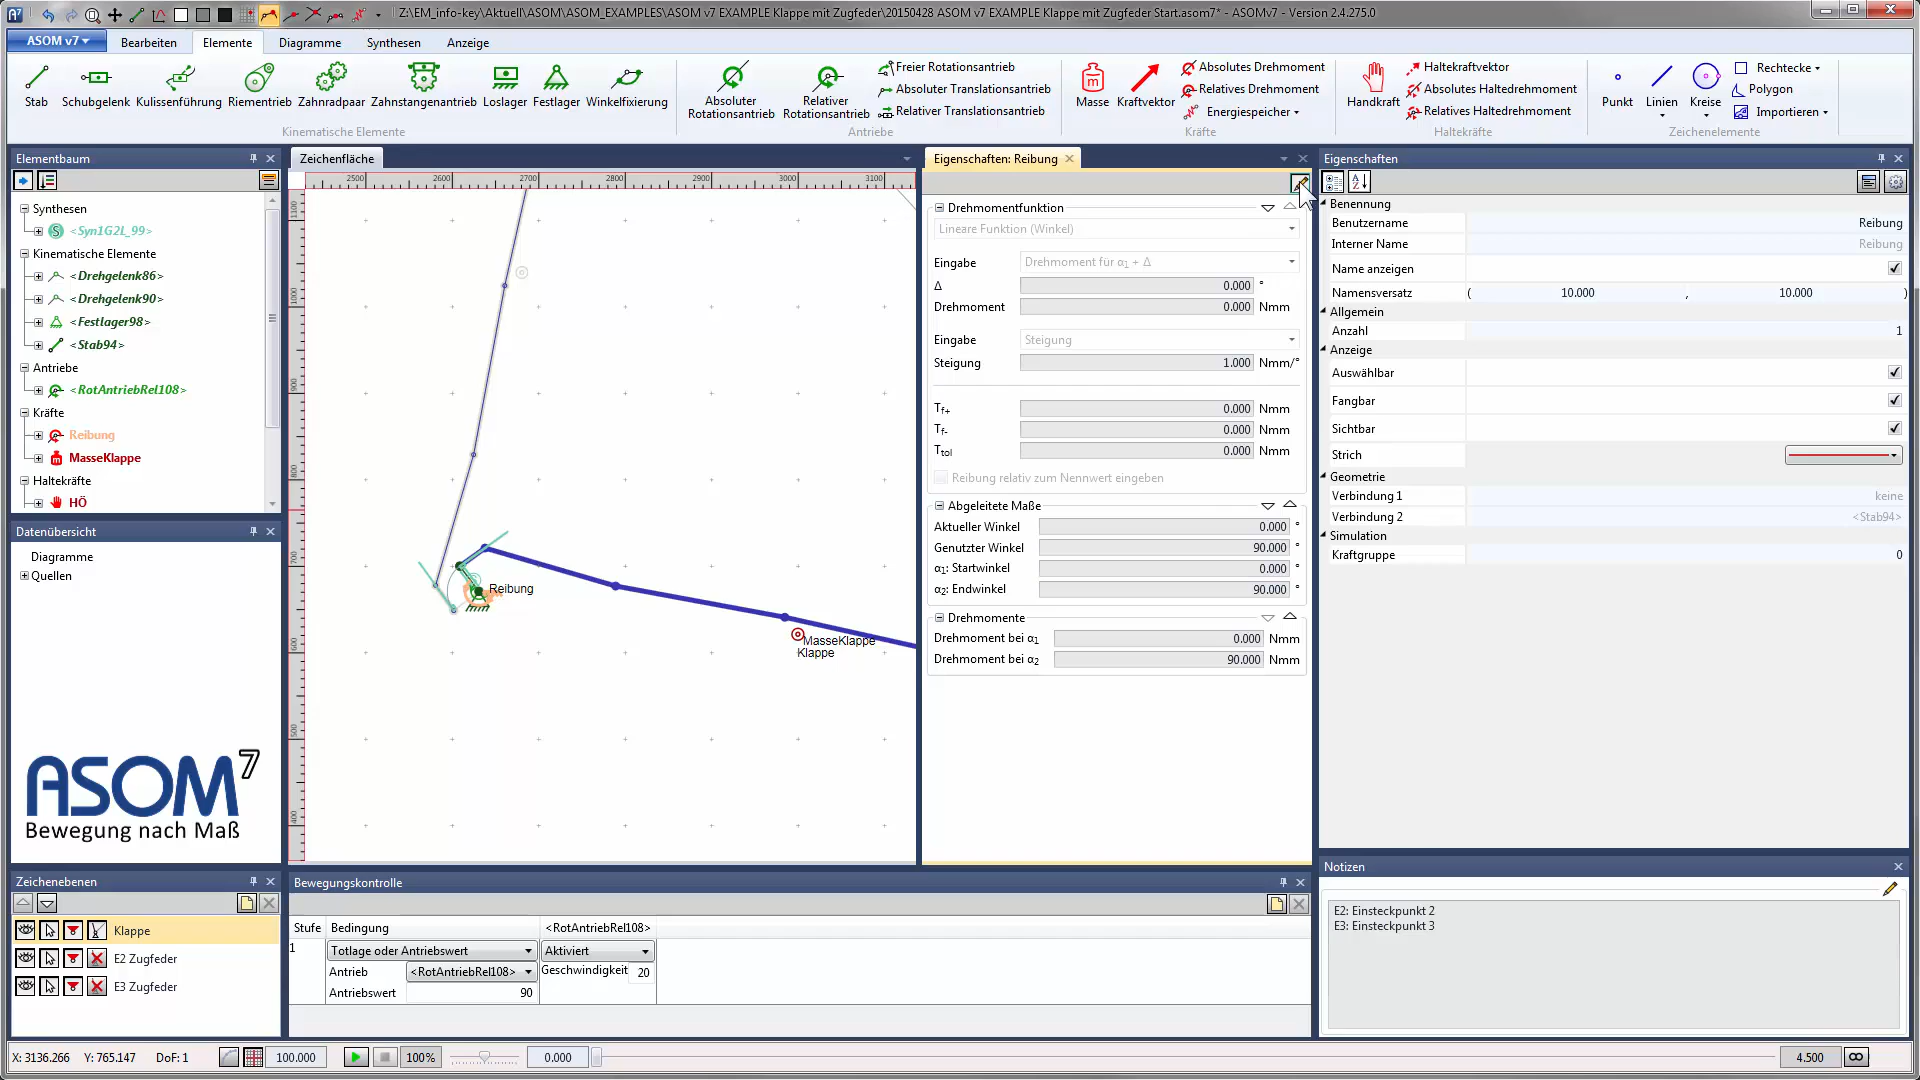 Z:\EM_info-key\Aktuell\ASOM\ASOM_EXAMPLES\ASOM v7 EXAMPLE Klappe mit Zugfeder\20150428 ASOM v7 EXAMPLE Klappe mit Zugfeder Start.asom7* - ASOMv7 - Version 2.4.275.0
ASOM v7 Bearbeiten Elemente Diagramme Synthesen Anzeige
Stab Schubgelenk Kulissenführung Riementrieb Zahnradpaar Zahnstangenantrieb Loslager Festlager Winkelfixierung
Kinematische Elemente
Absoluter Rotationsantrieb
Relativer Rotationsantrieb
Freier Rotationsantrieb
Absoluter Translationsantrieb
Relativer Translationsantrieb
Antriebe
Masse Kraftvektor
Absolutes Drehmoment
Relatives Drehmoment
Energiespeicher
Kräfte
Handkraft
Haltekraftvektor
Absolutes Haltedrehmoment
Relatives Haltedrehmoment
Haltekräfte
Punkt Linien Kreise
Rechtecke
Polygon
Importieren
Zeichenelemente
Elementbaum
Synthesen
<Syn1G2L_99>
Kinematische Elemente
<Drehgelenk86>
<Drehgelenk90>
<Festlager98>
<Stab94>
Antriebe
<RotAntriebRel108>
Kräfte
Reibung
MasseKlappe
Haltekräfte
HÖ
Datenübersicht
Diagramme
Quellen
ASOM7
Bewegung nach Maß
Zeichenebenen
Klappe
E2 Zugfeder
E3 Zugfeder
Zeichenfläche
2500 2600 2700 2800 2900 3000 3100
1100
1000
900
800
700
600
500
400
Reibung
MasseKlappe
Klappe
Eigenschaften: Reibung
Drehmomentfunktion
Lineare Funktion (Winkel)
Eingabe Drehmoment für α1 + Δ
Δ 0.000 °
Drehmoment 0.000 Nmm
Eingabe Steigung
Steigung 1.000 Nmm/°
Tf+ 0.000 Nmm
Tf- 0.000 Nmm
Ttol 0.000 Nmm
Reibung relativ zum Nennwert eingeben
Abgeleitete Maße
Aktueller Winkel 0.000 °
Genutzter Winkel 90.000 °
α1: Startwinkel 0.000 °
α2: Endwinkel 90.000 °
Drehmomente
Drehmoment bei α1 0.000 Nmm
Drehmoment bei α2 90.000 Nmm
Eigenschaften
Benennung
Benutzername Reibung
Interner Name Reibung
Name anzeigen
Namensversatz ( 10.000 , 10.000 )
Allgemein
Anzahl 1
Anzeige
Auswählbar
Fangbar
Sichtbar
Strich
Geometrie
Verbindung 1 keine
Verbindung 2 <Stab94>
Simulation
Kraftgruppe 0
Notizen
E2: Einsteckpunkt 2
E3: Einsteckpunkt 3
Bewegungskontrolle
Stufe Bedingung <RotAntriebRel108>
1 Totlage oder Antriebswert Aktiviert
Antrieb <RotAntriebRel108> Geschwindigkeit 20
Antriebswert 90
X: 3136.266 Y: 765.147 DoF: 1 100.000 100% 0.000 4.500